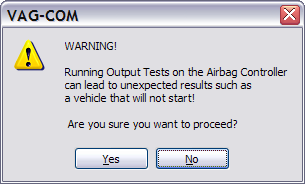 VAG-COM
WARNING!
Running Output Tests on the Airbag Controller
can lead to unexpected results such as
a vehicle that will not start!
Are you sure you want to proceed?
Yes
No